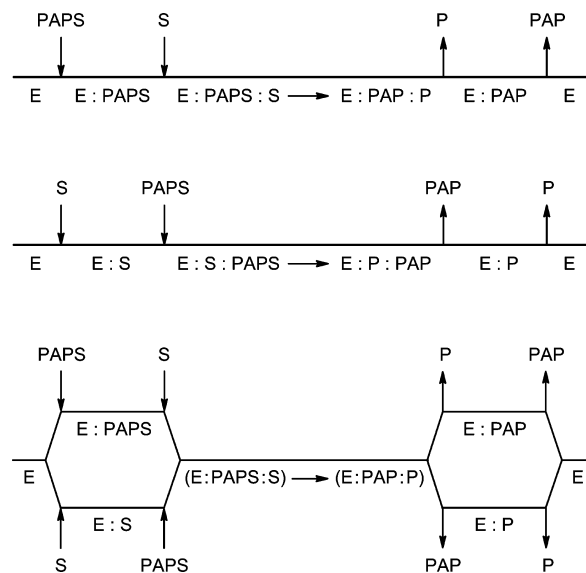 PAPS S P PAP
E E : PAPS E : PAPS : S E : PAP : P E : PAP E
S PAPS PAP P
E E : S E : S : PAPS E : P : PAP E : P E
PAPS S P PAP
E : PAPS E : PAP
E (E:PAPS:S) (E:PAP:P) E
E : S E : P
S PAPS PAP P